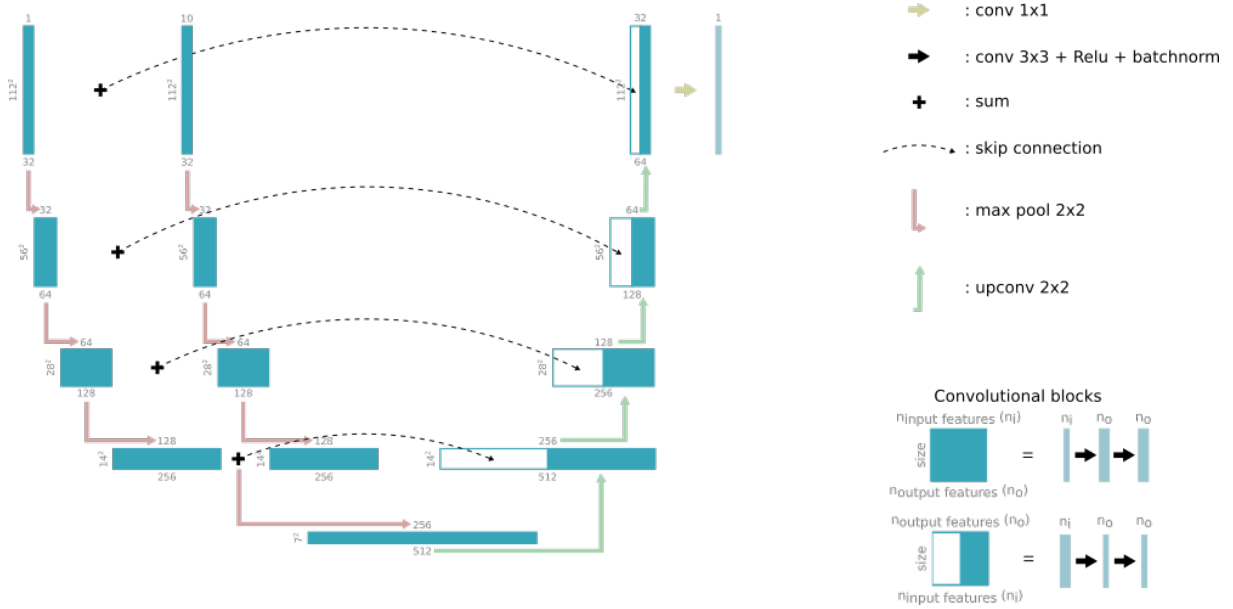 1
10
32
1
112²
112²
112²
32
32
64
32
32
64
56²
56²
56²
64
64
128
64
64
128
28²
28²
28²
128
128
256
128
128
256
14²
14²
14²
256
256
512
256
7²
512
: conv 1x1
: conv 3x3 + Relu + batchnorm
: sum
: skip connection
: max pool 2x2
: upconv 2x2
Convolutional blocks
ninput features (ni)
size
noutput features (no)
=
ni no no
noutput features (no)
size
ninput features (ni)
=
ni no no